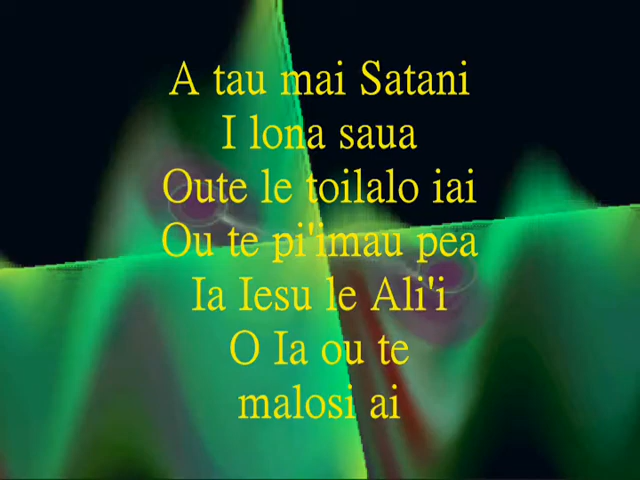 A tau mai Satani
I lona saua
Oute le toilalo iai
Ou te pi'imau pea
Ia Iesu le Ali'i
O Ia ou te
malosi ai